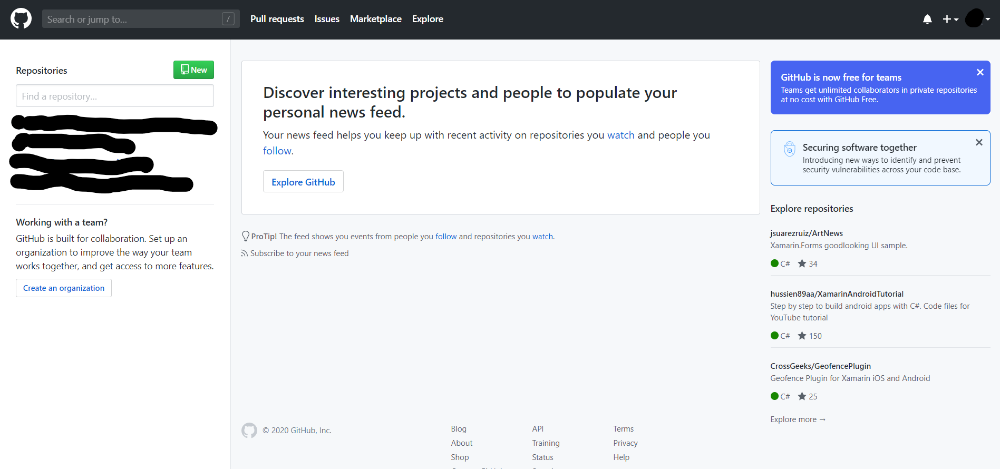 Search or jump to...
/
Pull requests
Issues
Marketplace
Explore
Repositories
New
Find a repository...
Working with a team?
GitHub is built for collaboration. Set up an
organization to improve the way your team
works together, and get access to more features.
Create an organization
Discover interesting projects and people to populate your
personal news feed.
Your news feed helps you keep up with recent activity on repositories you watch and people you
follow.
Explore GitHub
ProTip! The feed shows you events from people you follow and repositories you watch.
Subscribe to your news feed
GitHub is now free for teams
Teams get unlimited collaborators in private repositories
at no cost with GitHub Free.
Securing software together
Introducing new ways to identify and prevent
security vulnerabilities across your code base.
Explore repositories
jsuarezruiz/ArtNews
Xamarin.Forms goodlooking UI sample.
C# 34
hussien89aa/XamarinAndroidTutorial
Step by step to build android apps with C#. Code files for
YouTube tutorial
C# 150
CrossGeeks/GeofencePlugin
Geofence Plugin for Xamarin iOS and Android
C# 25
Explore more →
© 2020 GitHub, Inc.
Blog
About
Shop
API
Training
Status
Terms
Privacy
Help